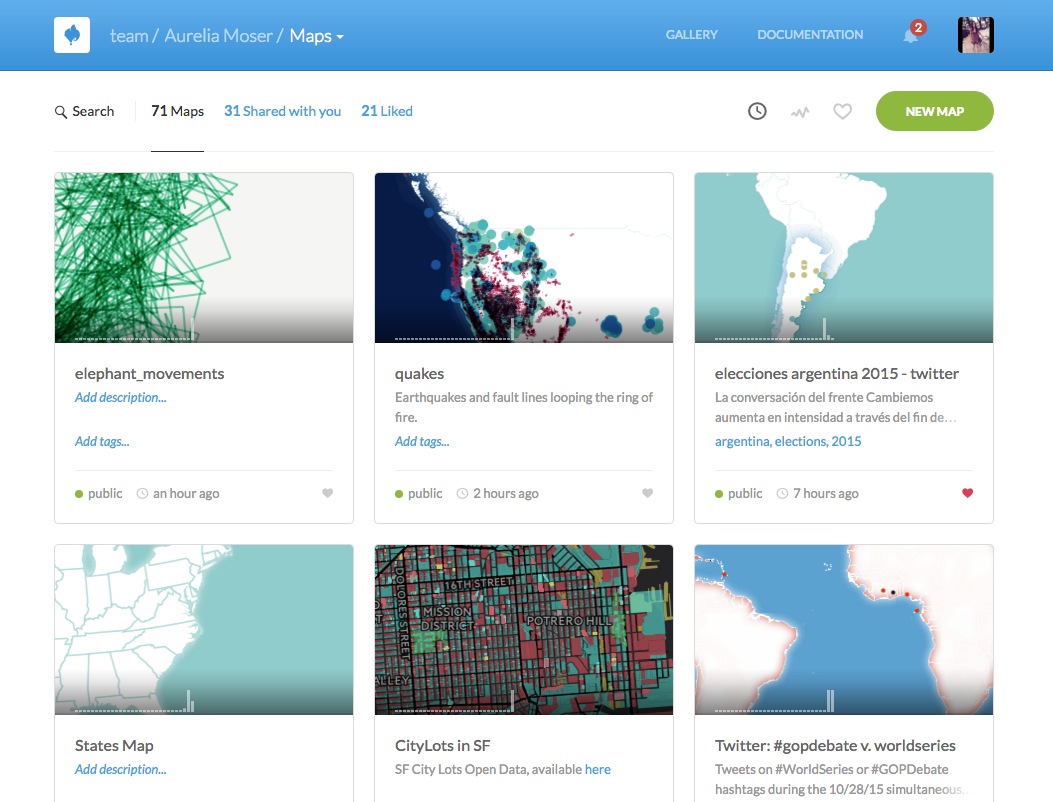 team / Aurelia Moser / Maps
GALLERY
DOCUMENTATION
2
Search
71 Maps
31 Shared with you
21 Liked
NEW MAP
elephant_movements
Add description...
Add tags...
public
an hour ago
quakes
Earthquakes and fault lines looping the ring of
fire.
Add tags...
public
2 hours ago
elecciones argentina 2015 - twitter
La conversación del frente Cambiemos
aumenta en intensidad a través del fin de...
argentina, elections, 2015
public
7 hours ago
States Map
Add description...
16TH STREET
DOLORES STREET
MISSION
DISTRICT
POTRERO HILL
ALLEY
CityLots in SF
SF City Lots Open Data, available here
Twitter: #gopdebate v. worldseries
Tweets on #WorldSeries or #GOPDebate
hashtags during the 10/28/15 simultaneous...